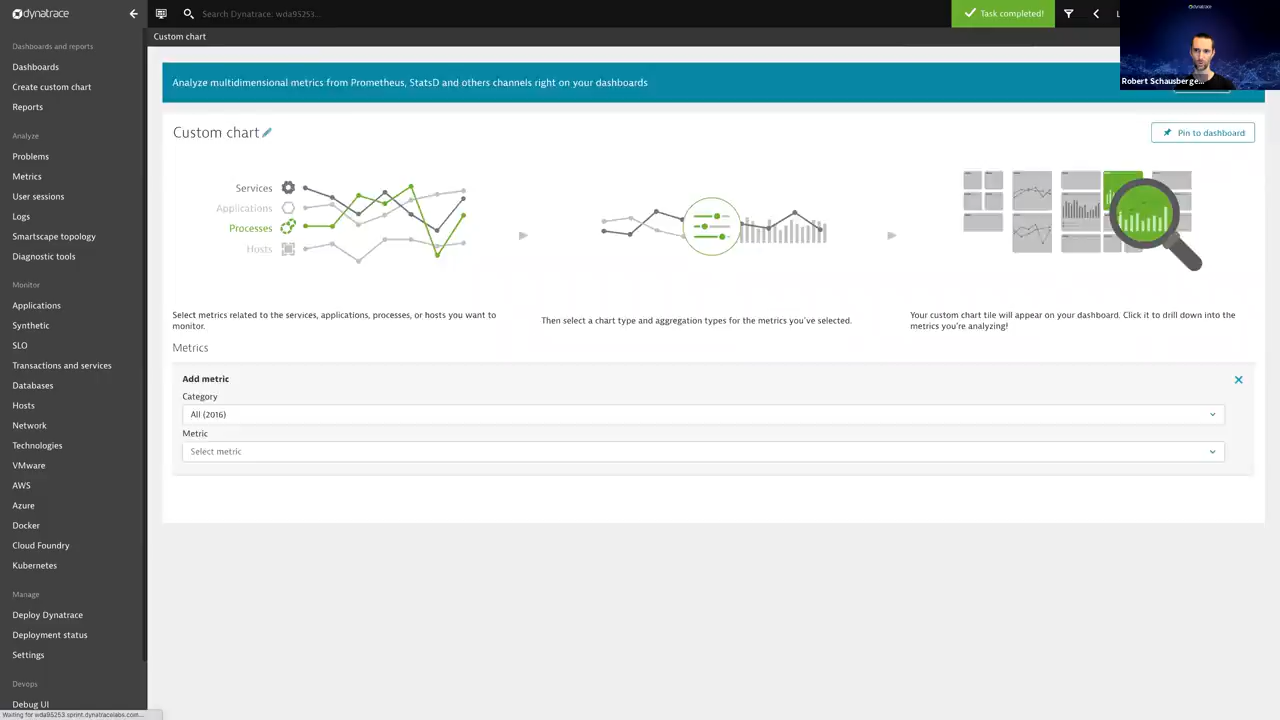 dynatrace
Search Dynatrace: wda95253...
Task completed!
dynatrace
Robert Schausberge...
Custom chart
Dashboards and reports
Dashboards
Create custom chart
Reports
Analyze
Problems
Metrics
User sessions
Logs
Smartscape topology
Diagnostic tools
Monitor
Applications
Synthetic
SLO
Transactions and services
Databases
Hosts
Network
Technologies
VMware
AWS
Azure
Docker
Cloud Foundry
Kubernetes
Manage
Deploy Dynatrace
Deployment status
Settings
Devops
Debug UI
Waiting for wda95253.sprint.dynatracelabs.com...
Analyze multidimensional metrics from Prometheus, StatsD and others channels right on your dashboards
Custom chart
Pin to dashboard
Services
Applications
Processes
Hosts
Select metrics related to the services, applications, processes, or hosts you want to
monitor.
Then select a chart type and aggregation types for the metrics you've selected.
Your custom chart tile will appear on your dashboard. Click it to drill down into the
metrics you're analyzing!
Metrics
Add metric
Category
All (2016)
Metric
Select metric